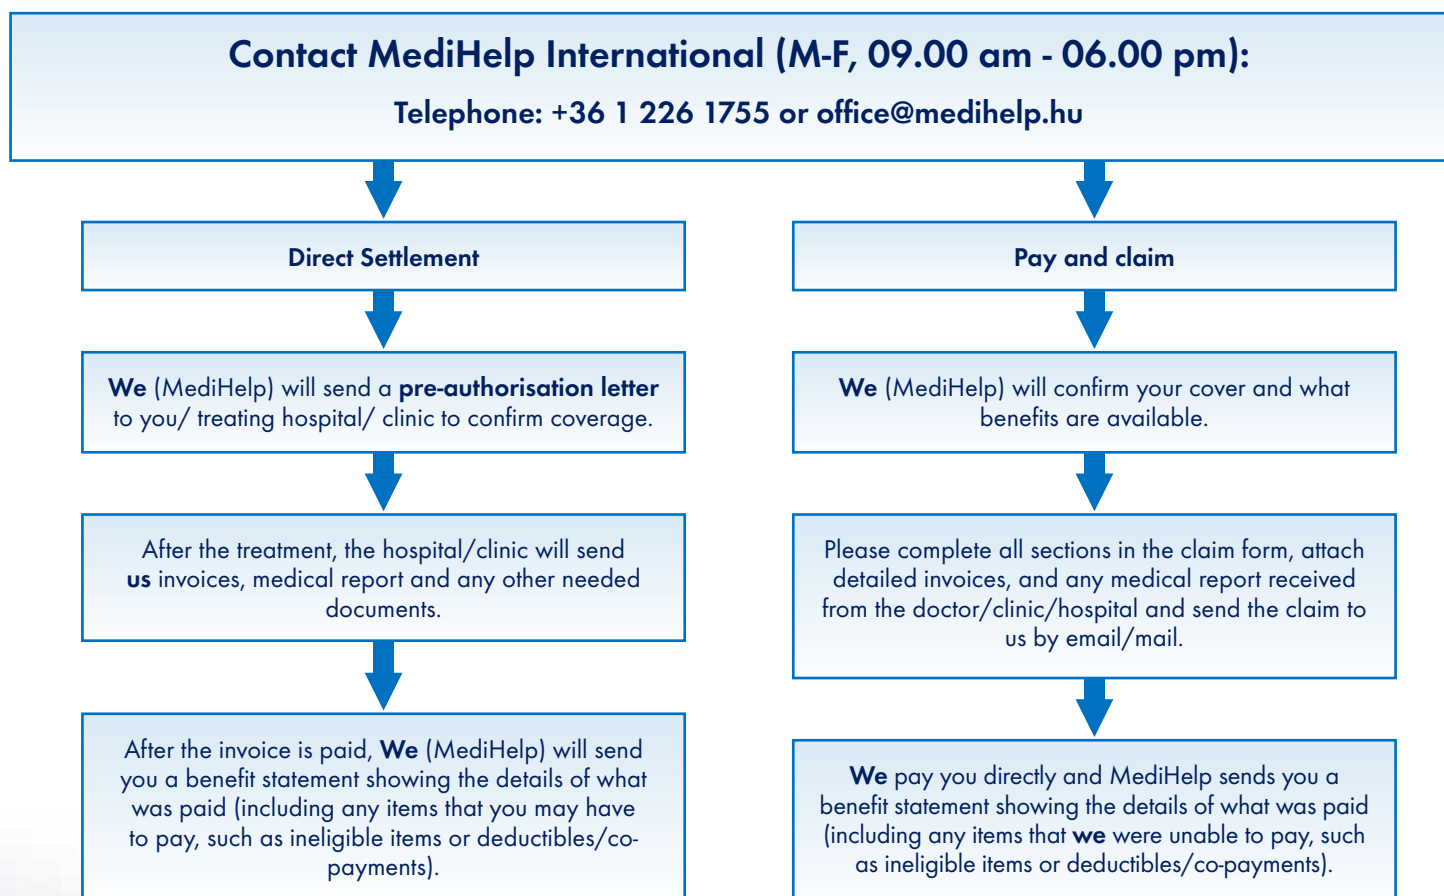 Contact MediHelp International (M-F, 09.00 am - 06.00 pm):
Telephone: +36 1 226 1755 or office@medihelp.hu
Direct Settlement
We (MediHelp) will send a pre-authorisation letter
to you/ treating hospital/ clinic to confirm coverage.
After the treatment, the hospital/clinic will send
us invoices, medical report and any other needed
documents.
After the invoice is paid, We (MediHelp) will send
you a benefit statement showing the details of what
was paid (including any items that you may have
to pay, such as ineligible items or deductibles/co-
payments).
Pay and claim
We (MediHelp) will confirm your cover and what
benefits are available.
Please complete all sections in the claim form, attach
detailed invoices, and any medical report received
from the doctor/clinic/hospital and send the claim to
us by email/mail.
We pay you directly and MediHelp sends you a
benefit statement showing the details of what was paid
(including any items that we were unable to pay, such
as ineligible items or deductibles/co-payments).